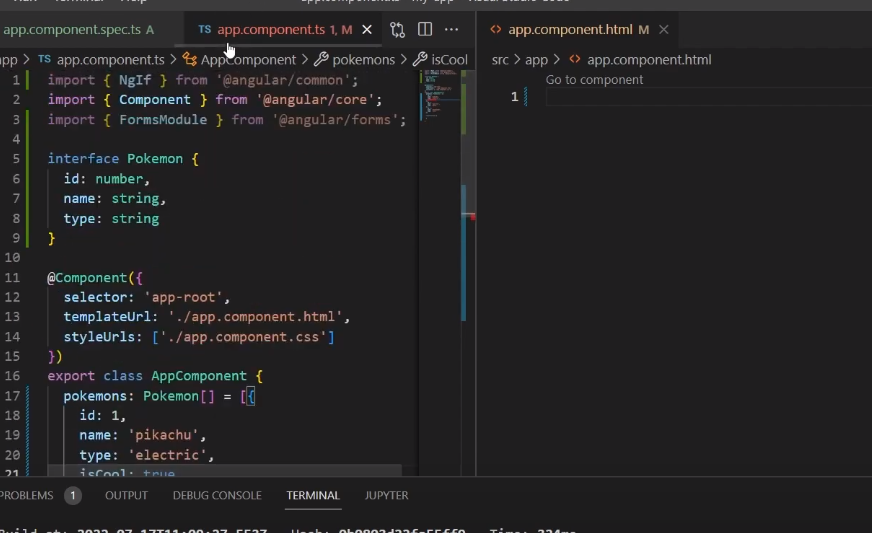 Run Terminal Help app.component.ts - my-app - Visual Studio Code
app.component.spec.ts A
TS app.component.ts 1, M
app.component.html M
app > TS app.component.ts > AppComponent > pokemons > isCool
src > app > app.component.html
Go to component
1
1 import { NgIf } from '@angular/common';
2 import { Component } from '@angular/core';
3 import { FormsModule } from '@angular/forms';
4
5 interface Pokemon {
6 id: number,
7 name: string,
8 type: string
9 }
10
11 @Component({
12 selector: 'app-root',
13 templateUrl: './app.component.html',
14 styleUrls: ['./app.component.css']
15 })
16 export class AppComponent {
17 pokemons: Pokemon[] = [{
18 id: 1,
19 name: 'pikachu',
20 type: 'electric',
21 isCool: true
PROBLEMS 1 OUTPUT DEBUG CONSOLE TERMINAL JUPYTER
Build at: Hash: Time: